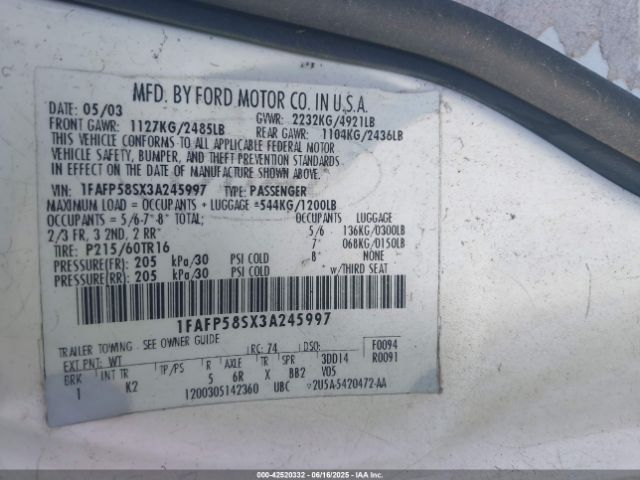 MFD. BY FORD MOTOR CO. IN U.S.A.
DATE: 05/03 GVWR: 2232KG/4921LB
FRONT GAWR: 1127KG/2485LB REAR GAWR: 1104KG/2436LB
THIS VEHICLE CONFORMS TO ALL APPLICABLE FEDERAL MOTOR
VEHICLE SAFETY, BUMPER, AND THEFT PREVENTION STANDARDS
IN EFFECT ON THE DATE OF MANUFACTURE SHOWN ABOVE.
VIN: 1FAFP58SX3A245997 TYPE: PASSENGER
MAXIMUM LOAD = OCCUPANTS + LUGGAGE =544KG/1200LB
OCCUPANTS = 5/6-7*-8* TOTAL; OCCUPANTS LUGGAGE
2/3 FR, 3 2ND, 2 RR* 5/6 136KG/0300LB
TIRE: P215/60TR16 7* 068KG/0150LB
PRESSURE(FR): 205 kPa/30 PSI COLD 8* NONE
PRESSURE(RR): 205 kPa/30 PSI COLD * w/THIRD SEAT
1FAFP58SX3A245997
TRAILER TOWING - SEE OWNER GUIDE
RC: 74 DSO: F0094
EXT PNT: WT 3DD14 R0091
BRK INT TR TP/PS R AXLE TR SPR V05
1 K2 5 6R X BB2
1200305142360 UBC ▽2U5A-5420472-AA
000-42520332 - 06/16/2025 - IAAI.CA